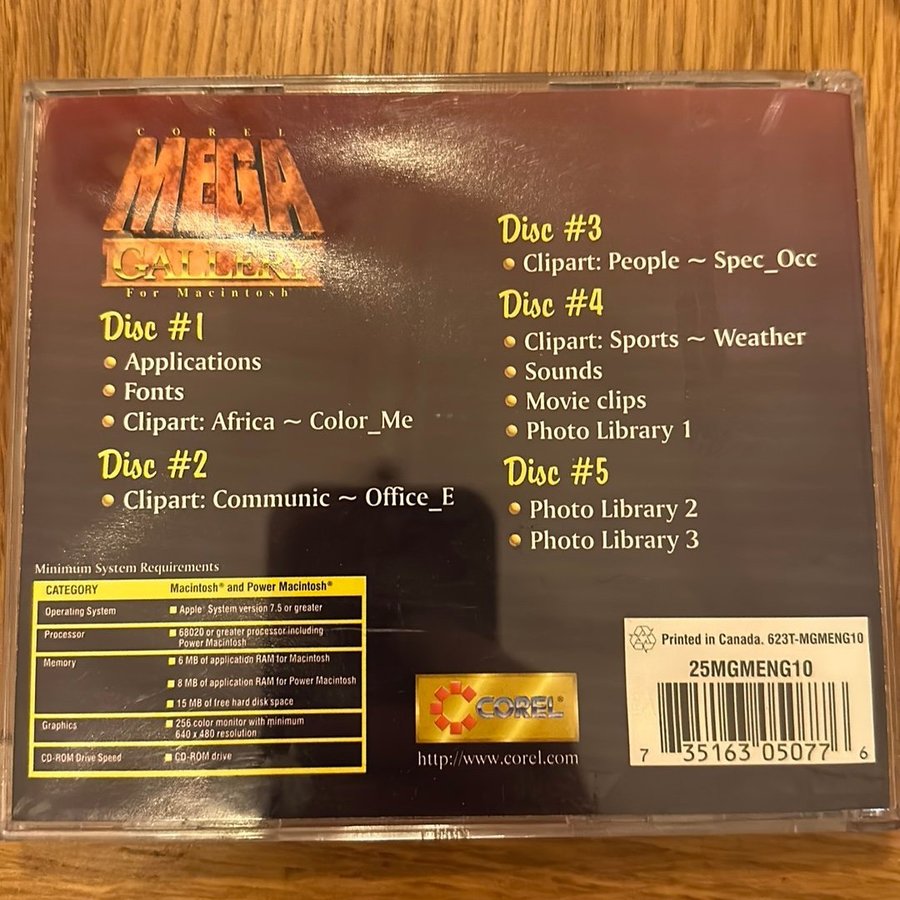 COREL
MEGA
GALLERY
For Macintosh
Disc #1
Applications
Fonts
Clipart: Africa ~ Color_Me
Disc #2
Clipart: Communic ~ Office_E
Disc #3
Clipart: People ~ Spec_Occ
Disc #4
Clipart: Sports ~ Weather
Sounds
Movie clips
Photo Library 1
Disc #5
Photo Library 2
Photo Library 3
Minimum System Requirements
CATEGORY Macintosh® and Power Macintosh®
Operating System ■ Apple® System version 7.5 or greater
Processor ■ 68020 or greater processor including
Power Macintosh
Memory ■ 6 MB of application RAM for Macintosh
■ 8 MB of application RAM for Power Macintosh
■ 15 MB of free hard disk space
Graphics ■ 256 color monitor with minimum
640 x 480 resolution
CD-ROM Drive Speed ■ CD-ROM drive
COREL®
http://www.corel.com
Printed in Canada. 623T-MGMENG10
25MGMENG10
7 35163 05077 6